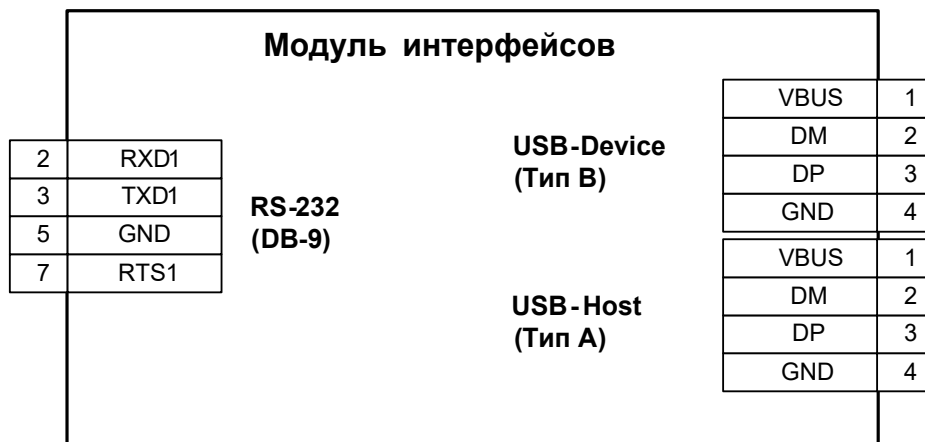 Модуль интерфейсов
2 RXD1
3 TXD1
5 GND
7 RTS1
RS-232
(DB-9)
USB-Device
(Тип B)
VBUS 1
DM 2
DP 3
GND 4
USB-Host
(Тип A)
VBUS 1
DM 2
DP 3
GND 4